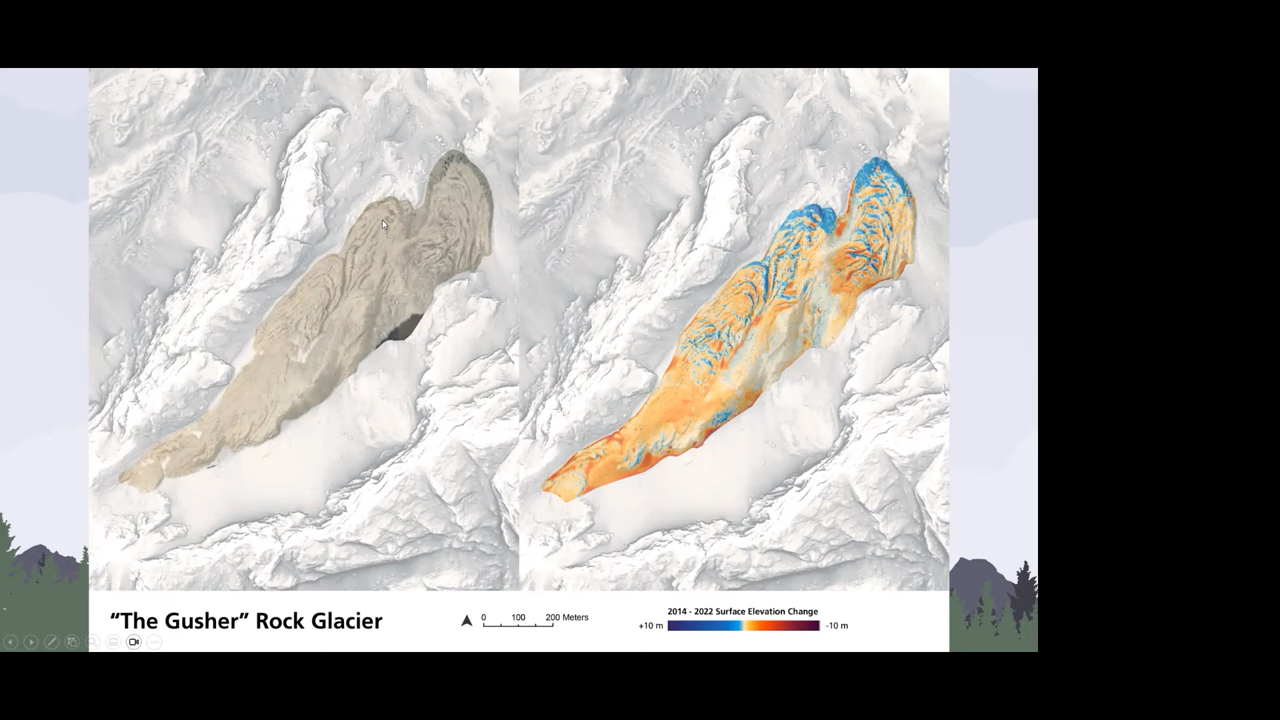 “The Gusher” Rock Glacier
0 100 200 Meters
2014 - 2022 Surface Elevation Change
+10 m -10 m